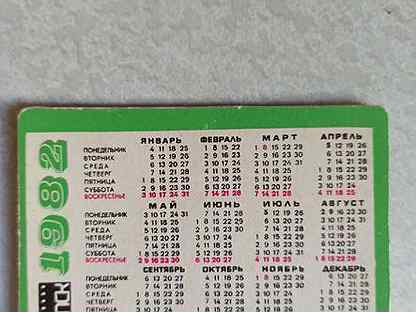 1982
ЯНВАРЬ ФЕВРАЛЬ МАРТ АПРЕЛЬ
ПОНЕДЕЛЬНИК 4 11 18 25 1 8 15 22 1 8 15 22 29 5 12 19 26
ВТОРНИК 5 12 19 26 2 9 16 23 2 9 16 23 30 6 13 20 27
СРЕДА 6 13 20 27 3 10 17 24 3 10 17 24 31 7 14 21 28
ЧЕТВЕРГ 7 14 21 28 4 11 18 25 4 11 18 25 1 8 15 22 29
ПЯТНИЦА 1 8 15 22 29 5 12 19 26 5 12 19 26 2 9 16 23 30
СУББОТА 2 9 16 23 30 6 13 20 27 6 13 20 27 3 10 17 24
ВОСКРЕСЕНЬЕ 3 10 17 24 31 7 14 21 28 7 14 21 28 4 11 18 25
МАЙ ИЮНЬ ИЮЛЬ АВГУСТ
ПОНЕДЕЛЬНИК 3 10 17 24 31 7 14 21 28 5 12 19 26 2 9 16 23 30
ВТОРНИК 4 11 18 25 1 8 15 22 29 6 13 20 27 3 10 17 24 31
СРЕДА 5 12 19 26 2 9 16 23 30 7 14 21 28 4 11 18 25
ЧЕТВЕРГ 6 13 20 27 3 10 17 24 1 8 15 22 29 5 12 19 26
ПЯТНИЦА 7 14 21 28 4 11 18 25 2 9 16 23 30 6 13 20 27
СУББОТА 1 8 15 22 29 5 12 19 26 3 10 17 24 31 7 14 21 28
ВОСКРЕСЕНЬЕ 2 9 16 23 30 6 13 20 27 4 11 18 25 1 8 15 22 29
СЕНТЯБРЬ ОКТЯБРЬ НОЯБРЬ ДЕКАБРЬ
ПОНЕДЕЛЬНИК 6 13 20 27 4 11 18 25 1 8 15 22 29 6 13 20 27
ВТОРНИК 7 14 21 28 5 12 19 26 2 9 16 23 30 7 14 21 28
СРЕДА 1 8 15 22 29 6 13 20 27 3 10 17 24 1 8 15 22 29
ЧЕТВЕРГ 2 9 16 23 30 7 14 21 28 4 11 18 25 2 9 16 23 30